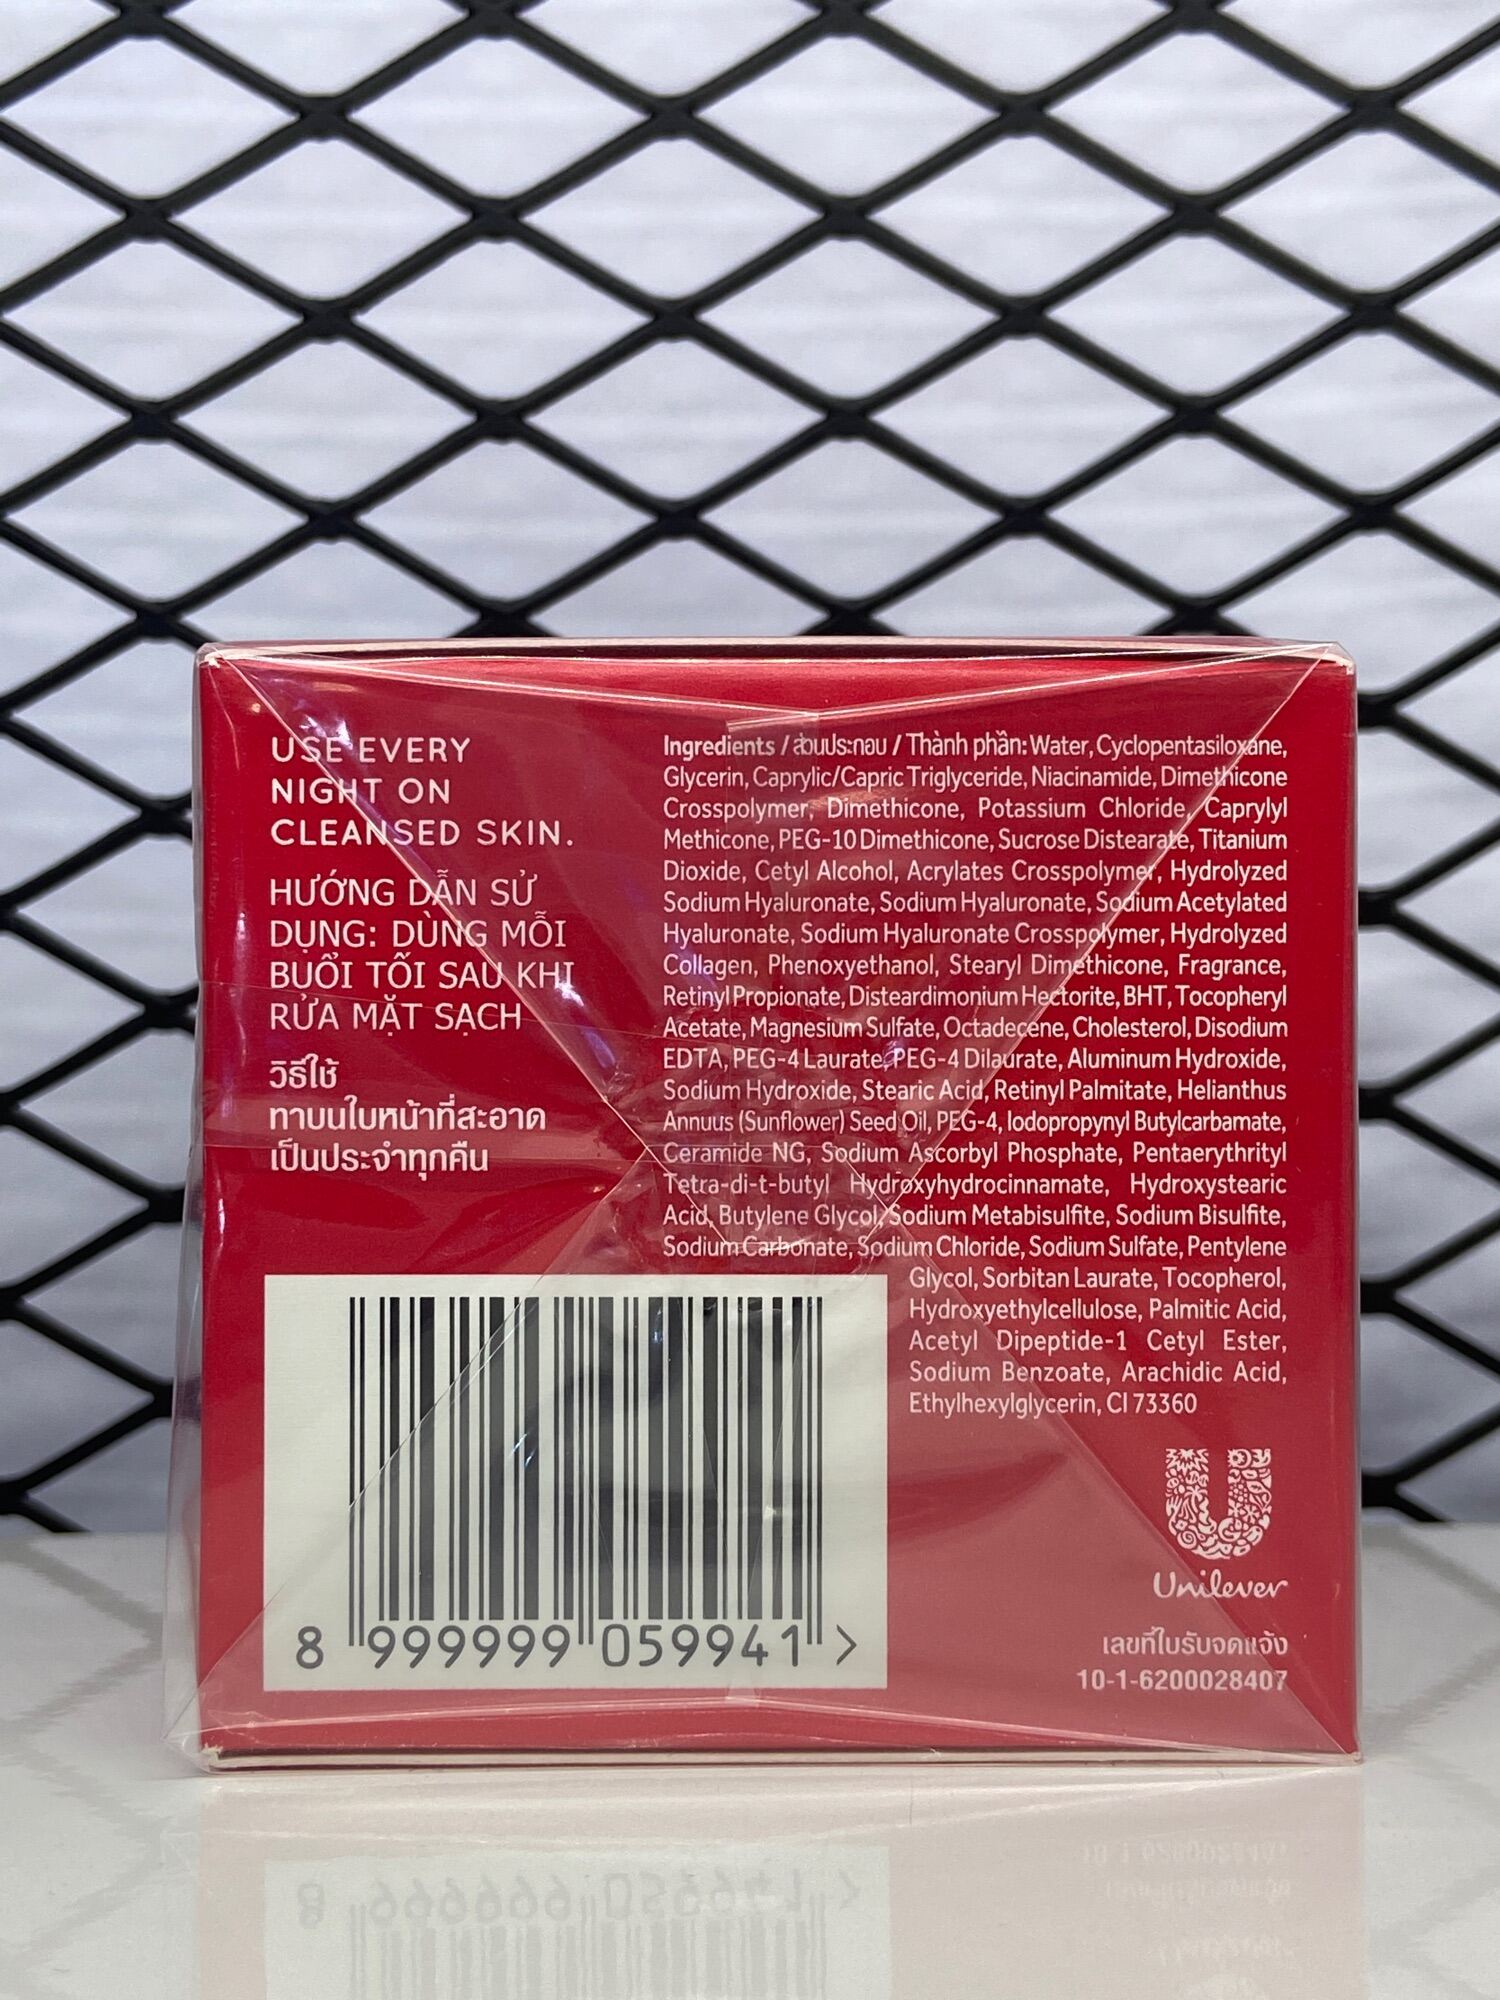 USE EVERY
NIGHT ON
CLEANSED SKIN.
HƯỚNG DẪN SỬ
DỤNG: DÙNG MỖI
BUỔI TỐI SAU KHI
RỬA MẶT SẠCH
วิธีใช้
ทาบนใบหน้าที่สะอาด
เป็นประจำทุกคืน
Ingredients / ส่วนประกอบ / Thành phần: Water, Cyclopentasiloxane,
Glycerin, Caprylic/Capric Triglyceride, Niacinamide, Dimethicone
Crosspolymer, Dimethicone, Potassium Chloride, Caprylyl
Methicone, PEG-10 Dimethicone, Sucrose Distearate, Titanium
Dioxide, Cetyl Alcohol, Acrylates Crosspolymer, Hydrolyzed
Sodium Hyaluronate, Sodium Hyaluronate, Sodium Acetylated
Hyaluronate, Sodium Hyaluronate Crosspolymer, Hydrolyzed
Collagen, Phenoxyethanol, Stearyl Dimethicone, Fragrance,
Retinyl Propionate, Disteardimonium Hectorite, BHT, Tocopheryl
Acetate, Magnesium Sulfate, Octadecene, Cholesterol, Disodium
EDTA, PEG-4 Laurate, PEG-4 Dilaurate, Aluminum Hydroxide,
Sodium Hydroxide, Stearic Acid, Retinyl Palmitate, Helianthus
Annuus (Sunflower) Seed Oil, PEG-4, Iodopropynyl Butylcarbamate,
Ceramide NG, Sodium Ascorbyl Phosphate, Pentaerythrityl
Tetra-di-t-butyl Hydroxyhydrocinnamate, Hydroxystearic
Acid, Butylene Glycol, Sodium Metabisulfite, Sodium Bisulfite,
Sodium Carbonate, Sodium Chloride, Sodium Sulfate, Pentylene
Glycol, Sorbitan Laurate, Tocopherol,
Hydroxyethylcellulose, Palmitic Acid,
Acetyl Dipeptide-1 Cetyl Ester,
Sodium Benzoate, Arachidic Acid,
Ethylhexylglycerin, CI 73360
Unilever
เลขที่ใบรับจดแจ้ง
10-1-6200028407
8 999999 059941 >